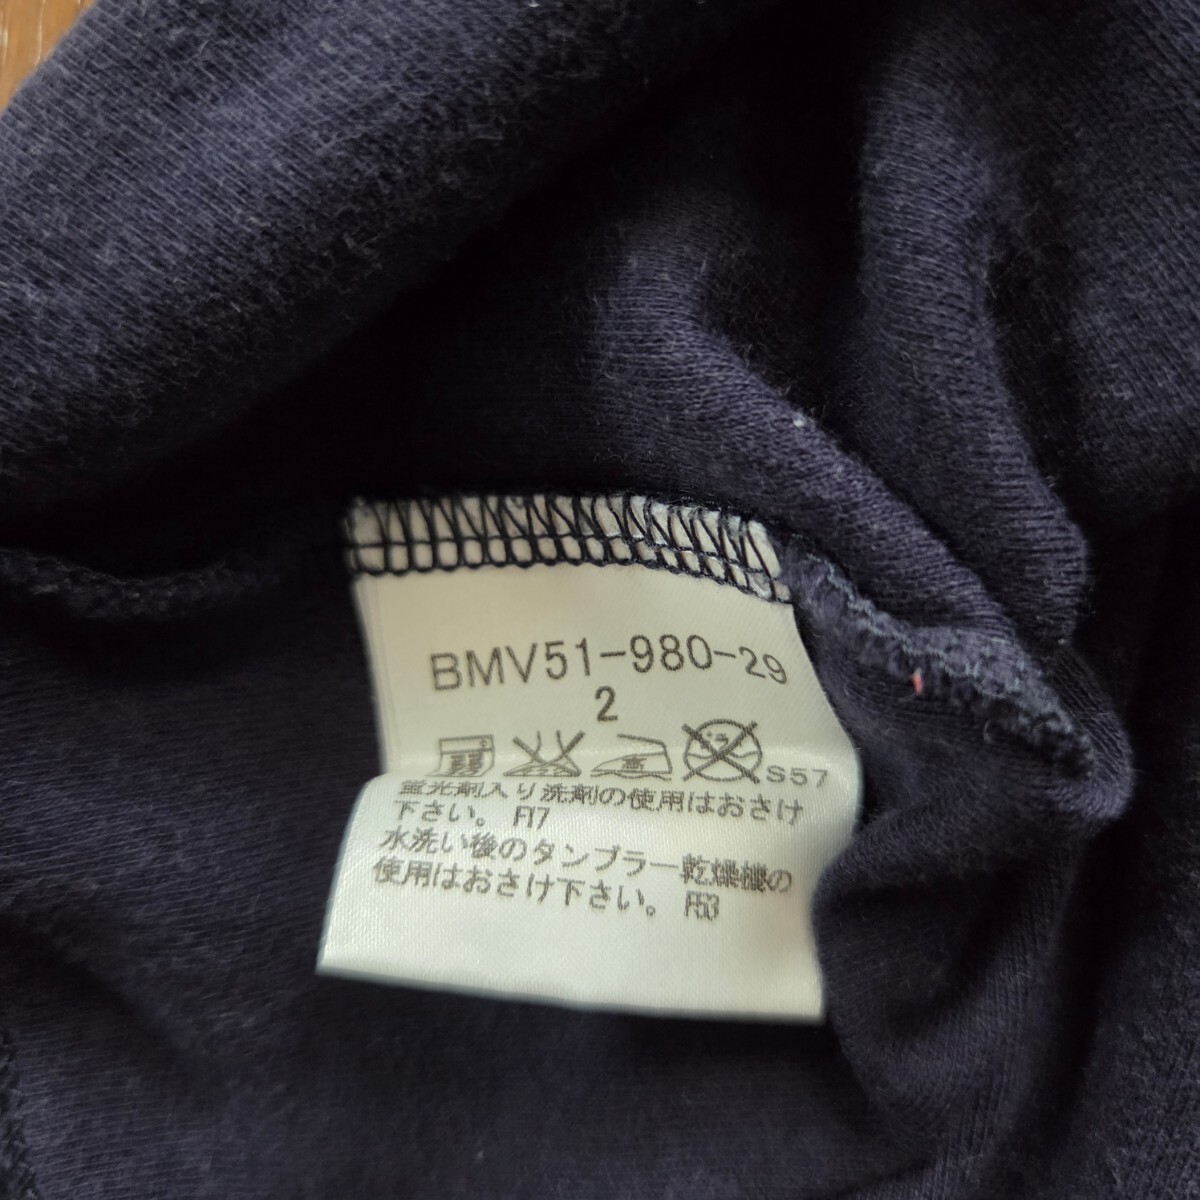 BMV51-980-29
2
高 S57
蛍光剤入り洗剤の使用はおさけ
下さい。 F17
水洗い後のタンブラー乾燥機の
使用はおさけ下さい。 F53